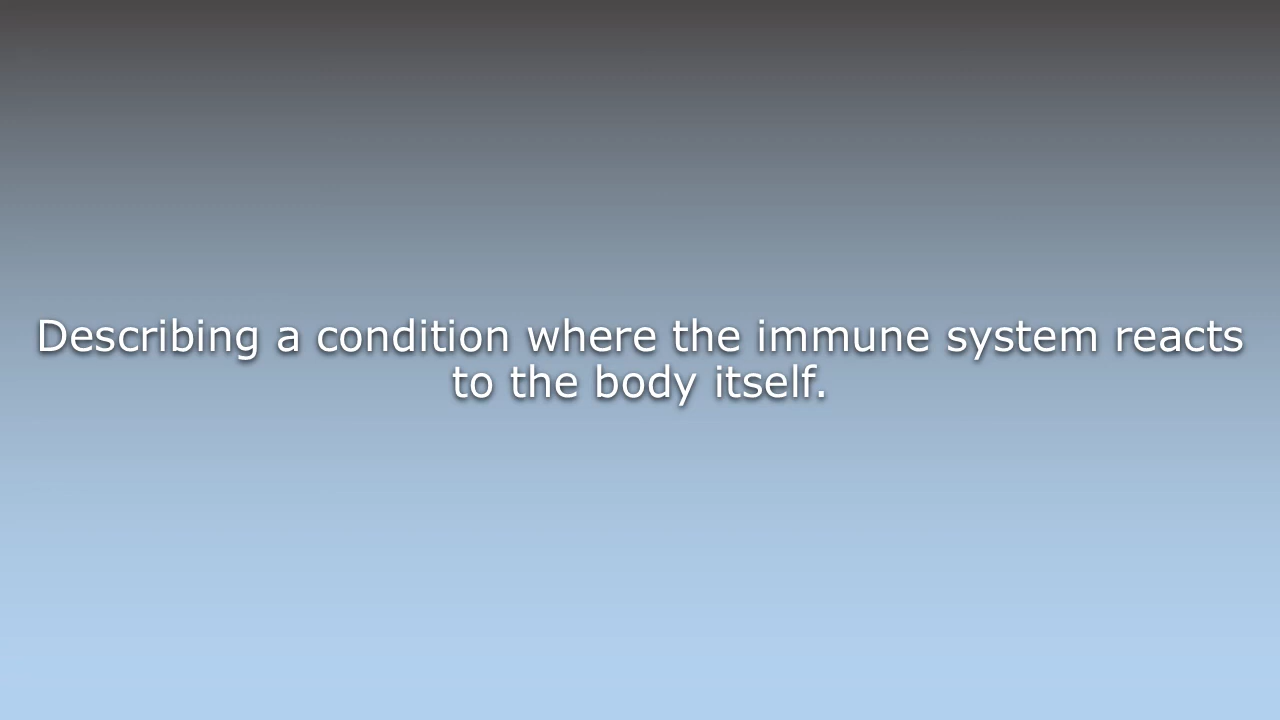 Describing a condition where the immune system reacts
to the body itself.